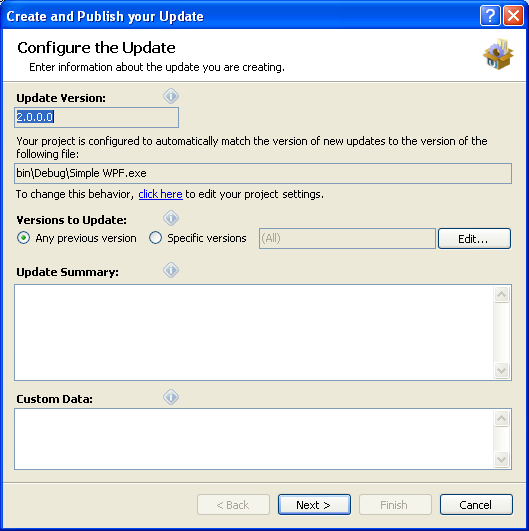 Create and Publish your Update
Configure the Update
Enter information about the update you are creating.
Update Version:
2.0.0.0
Your project is configured to automatically match the version of new updates to the version of the
following file:
bin\Debug\Simple WPF.exe
To change this behavior, click here to edit your project settings.
Versions to Update:
Any previous version Specific versions (All) Edit...
Update Summary:
Custom Data:
< Back Next > Finish Cancel